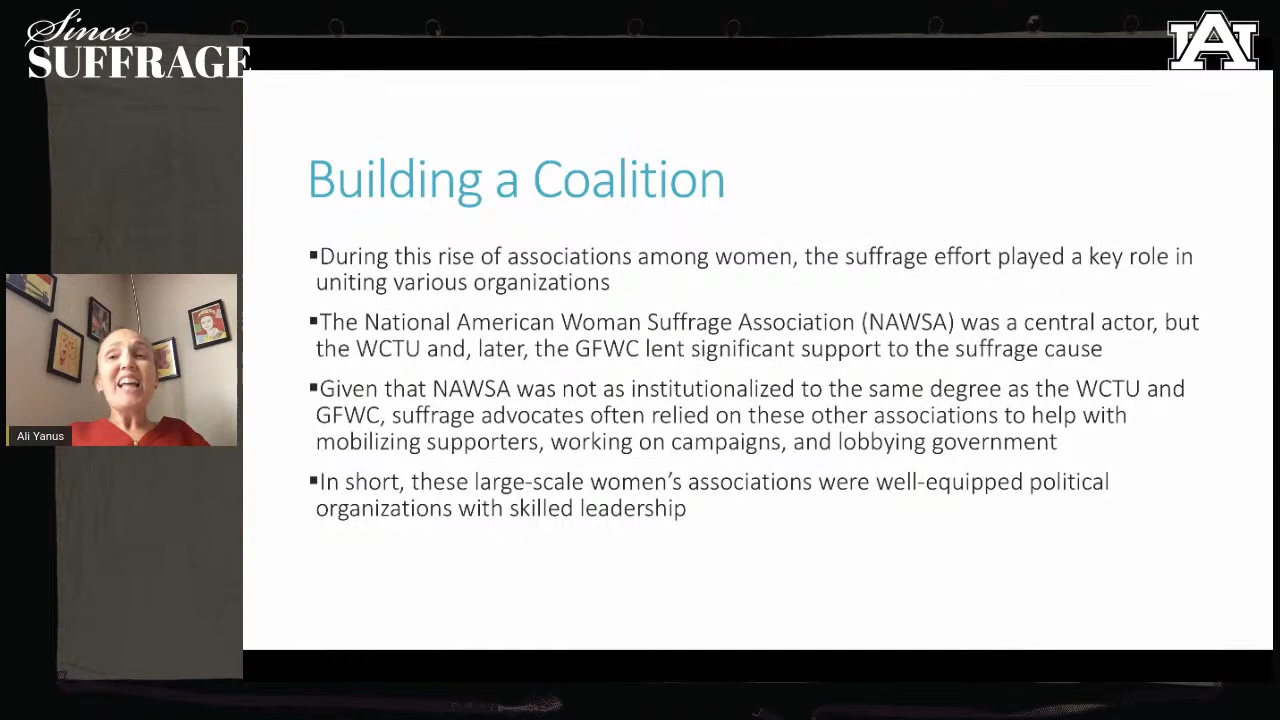 Since
SUFFRAGE
AU
Building a Coalition
▪During this rise of associations among women, the suffrage effort played a key role in
uniting various organizations
▪The National American Woman Suffrage Association (NAWSA) was a central actor, but
the WCTU and, later, the GFWC lent significant support to the suffrage cause
▪Given that NAWSA was not as institutionalized to the same degree as the WCTU and
GFWC, suffrage advocates often relied on these other associations to help with
mobilizing supporters, working on campaigns, and lobbying government
▪In short, these large-scale women’s associations were well-equipped political
organizations with skilled leadership
Ali Yanus